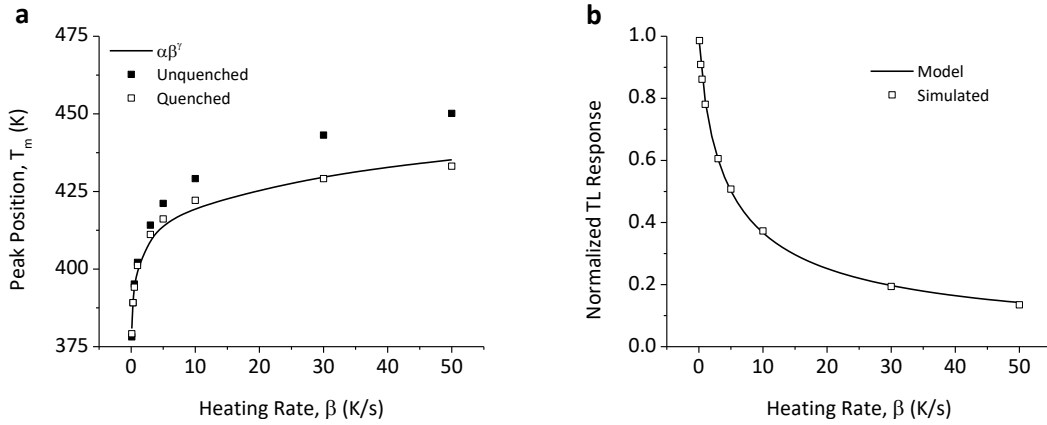 a
475
450
425
400
375
Peak Position, Tm (K)
αβγ
Unquenched
Quenched
0 10 20 30 40 50
Heating Rate, β (K/s)
b
1.0
0.8
0.6
0.4
0.2
0.0
Normalized TL Response
Model
Simulated
0 10 20 30 40 50
Heating Rate, β (K/s)